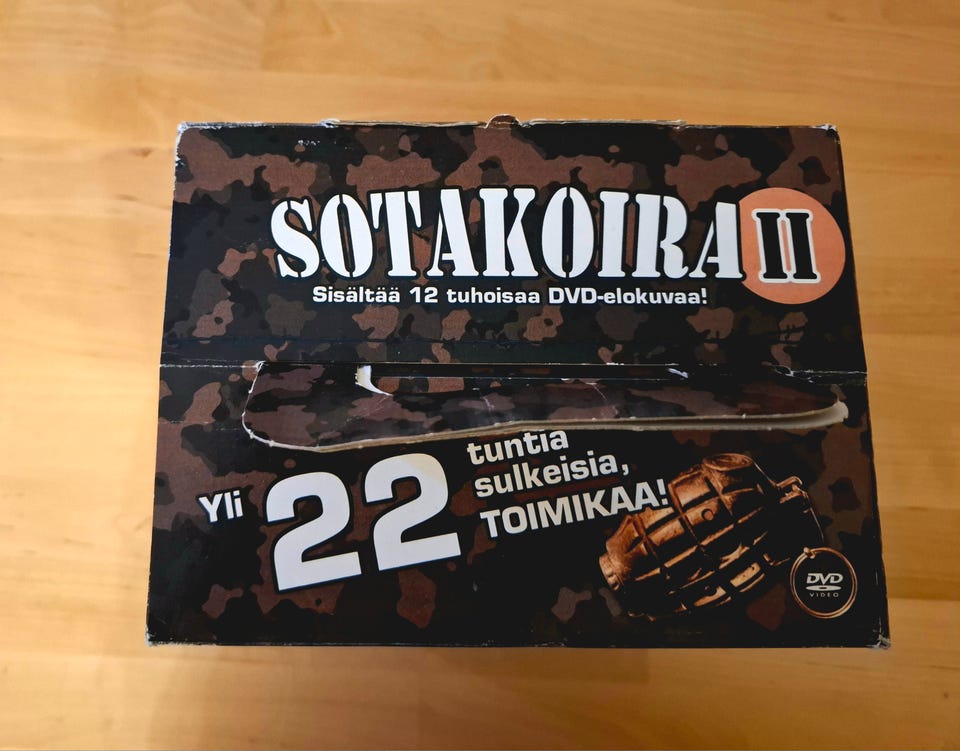 SOTAKOIRA II
Sisältää 12 tuhoisaa DVD-elokuvaa!
Yli 22 tuntia
sulkeisia,
TOIMIKAA!
DVD
VIDEO